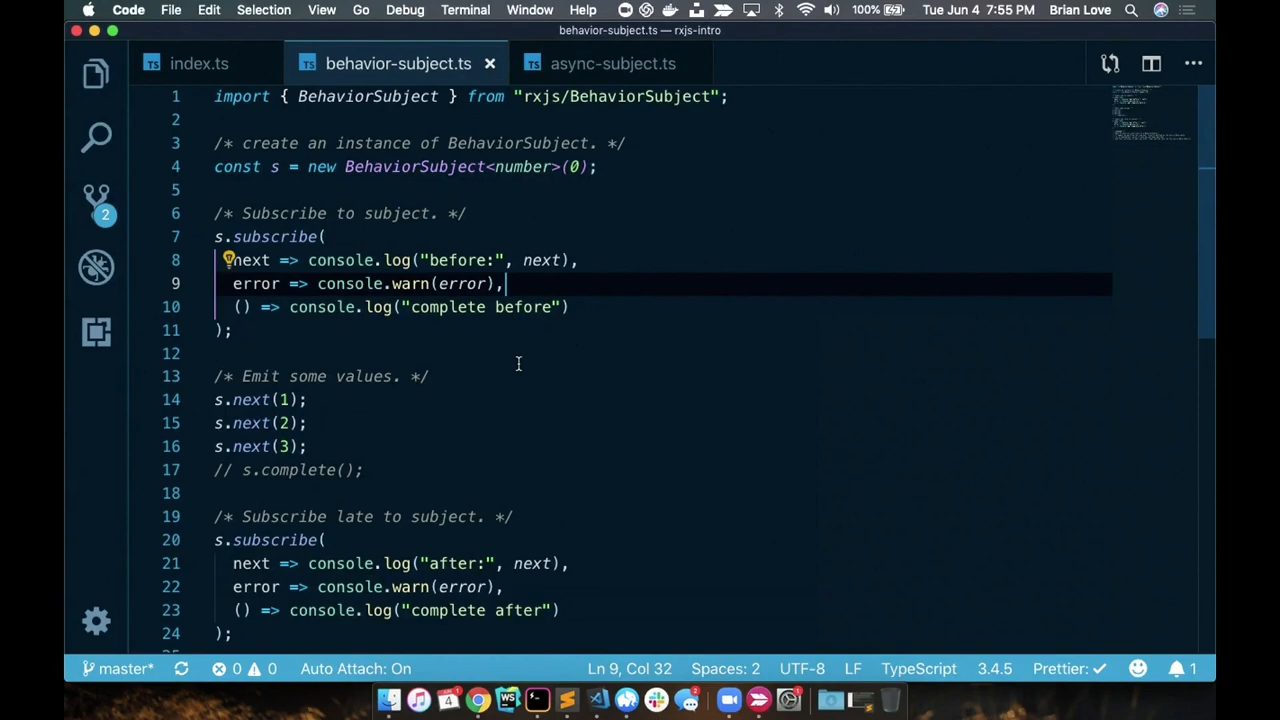 Code File Edit Selection View Go Debug Terminal Window Help 100% Tue Jun 4 7:55 PM Brian Love
behavior-subject.ts — rxjs-intro
TS index.ts TS behavior-subject.ts × TS async-subject.ts
1 import { BehaviorSubject } from "rxjs/BehaviorSubject";
2
3 /* create an instance of BehaviorSubject. */
4 const s = new BehaviorSubject<number>(0);
5
6 /* Subscribe to subject. */
7 s.subscribe(
8 next => console.log("before:", next),
9 error => console.warn(error),
10 () => console.log("complete before")
11 );
12
13 /* Emit some values. */
14 s.next(1);
15 s.next(2);
16 s.next(3);
17 // s.complete();
18
19 /* Subscribe late to subject. */
20 s.subscribe(
21 next => console.log("after:", next),
22 error => console.warn(error),
23 () => console.log("complete after")
24 );
2
master* 0 0 Auto Attach: On Ln 9, Col 32 Spaces: 2 UTF-8 LF TypeScript 3.4.5 Prettier: ✓ 1
4 WS